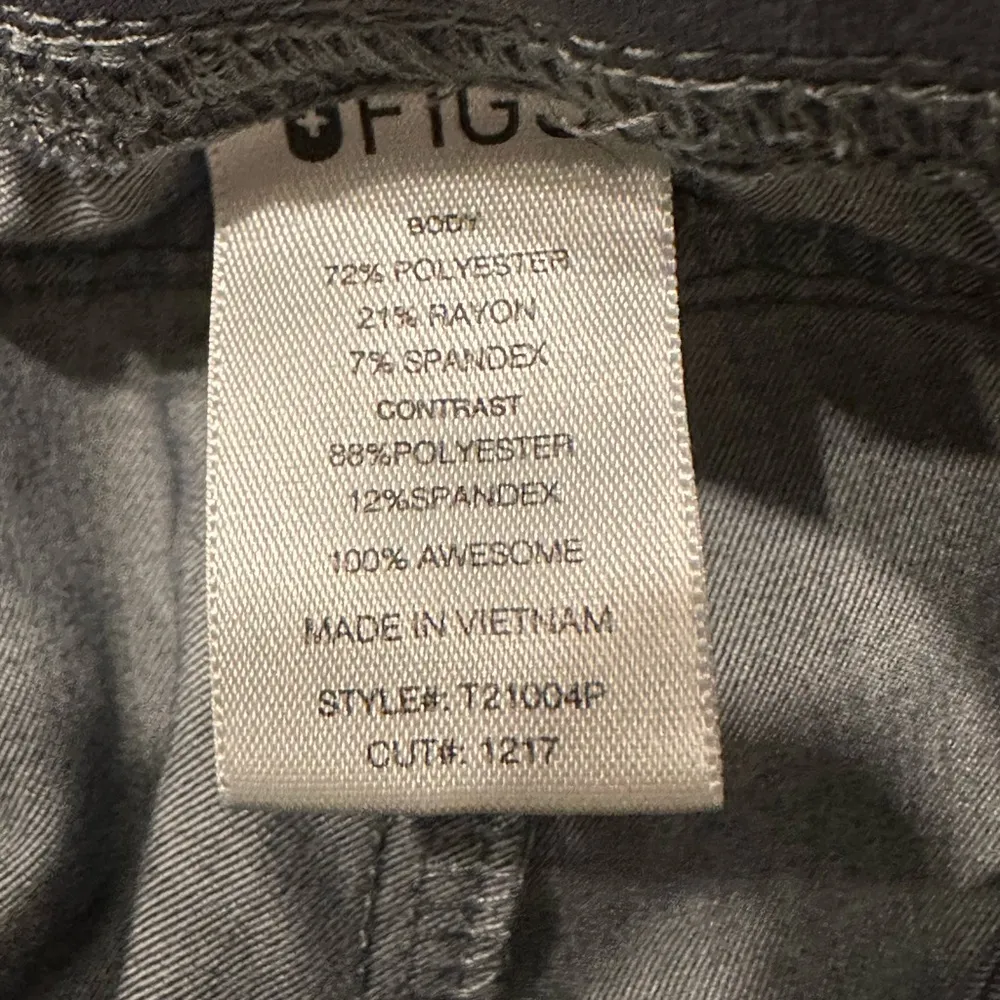 FIGS
BODY
72% POLYESTER
21% RAYON
7% SPANDEX
CONTRAST
88%POLYESTER
12%SPANDEX
100% AWESOME
MADE IN VIETNAM
STYLE#: T21004P
CUT#: 1217